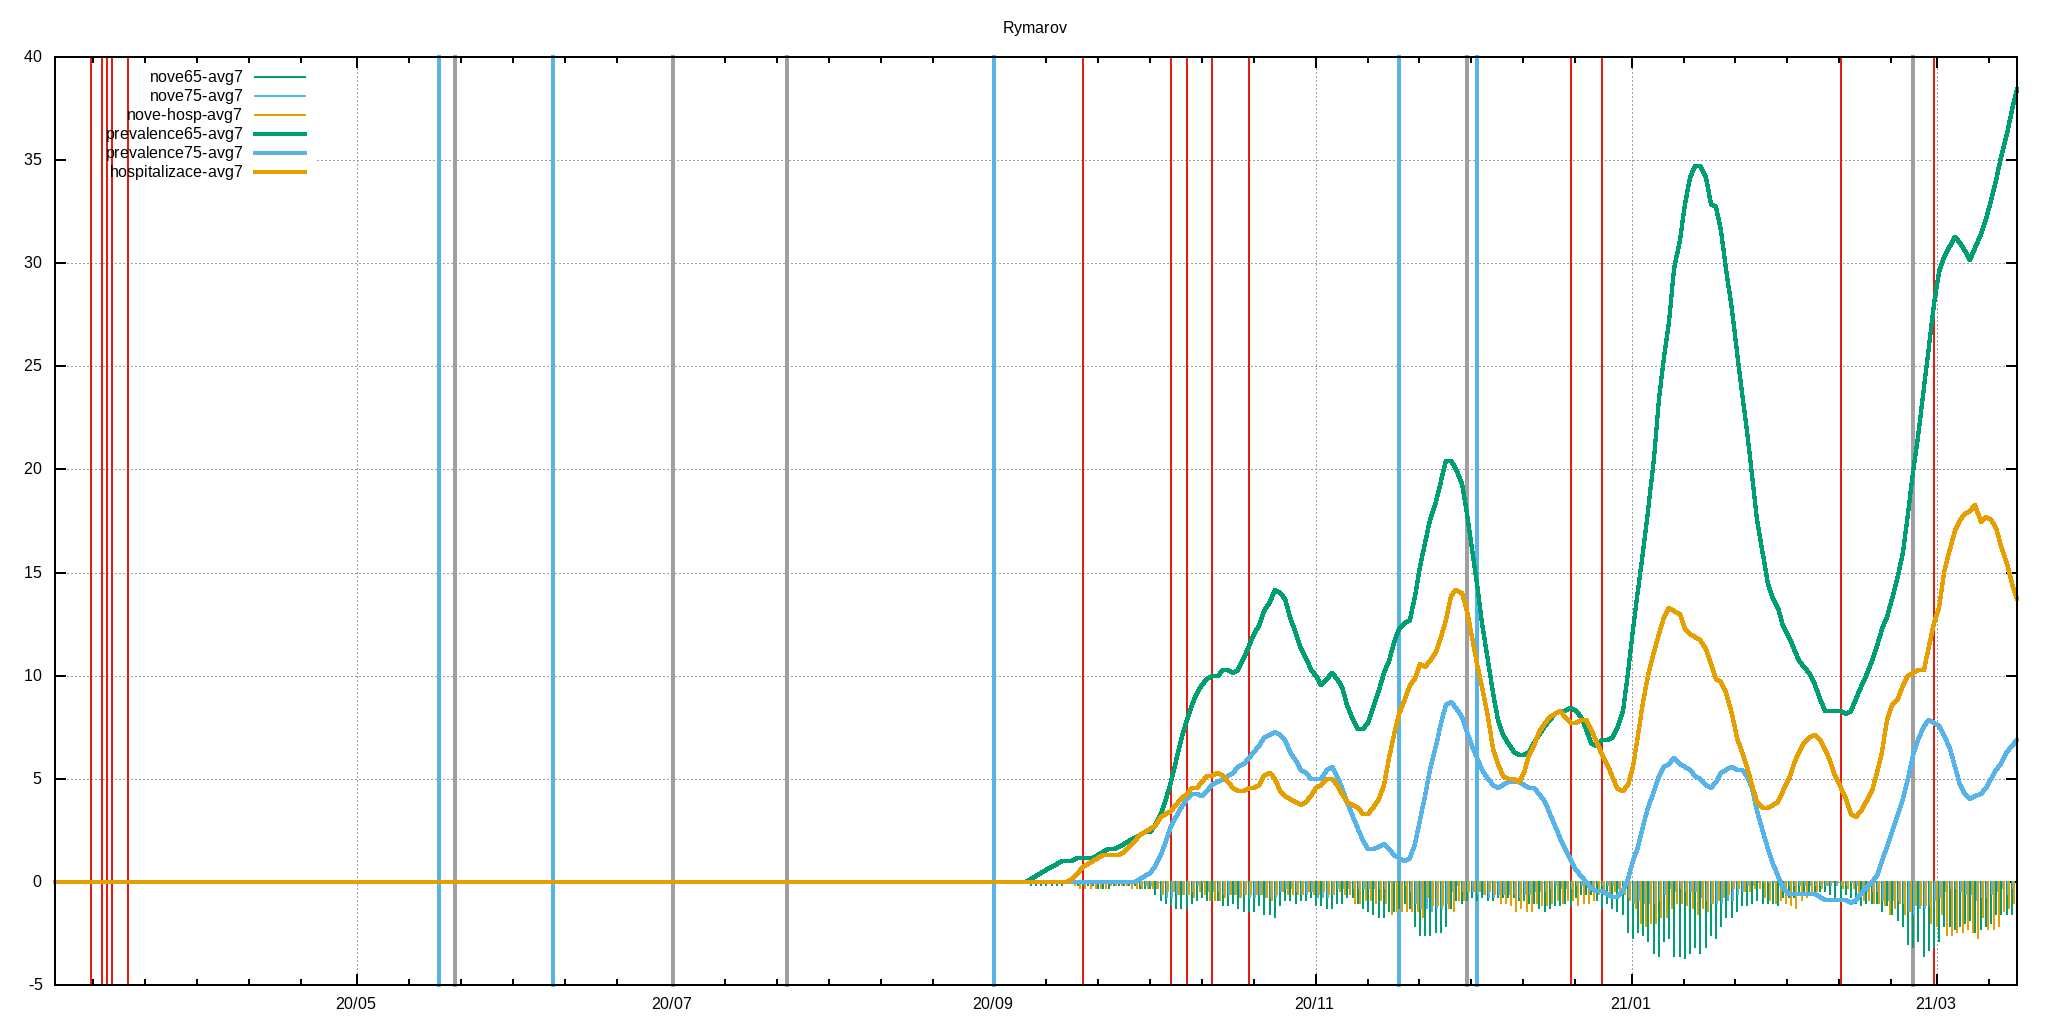 Rymarov
40
35
30
25
20
15
10
5
0
-5
nove65-avg7
nove75-avg7
nove-hosp-avg7
prevalence65-avg7
prevalence75-avg7
hospitalizace-avg7
20/05 20/07 20/09 20/11 21/01 21/03